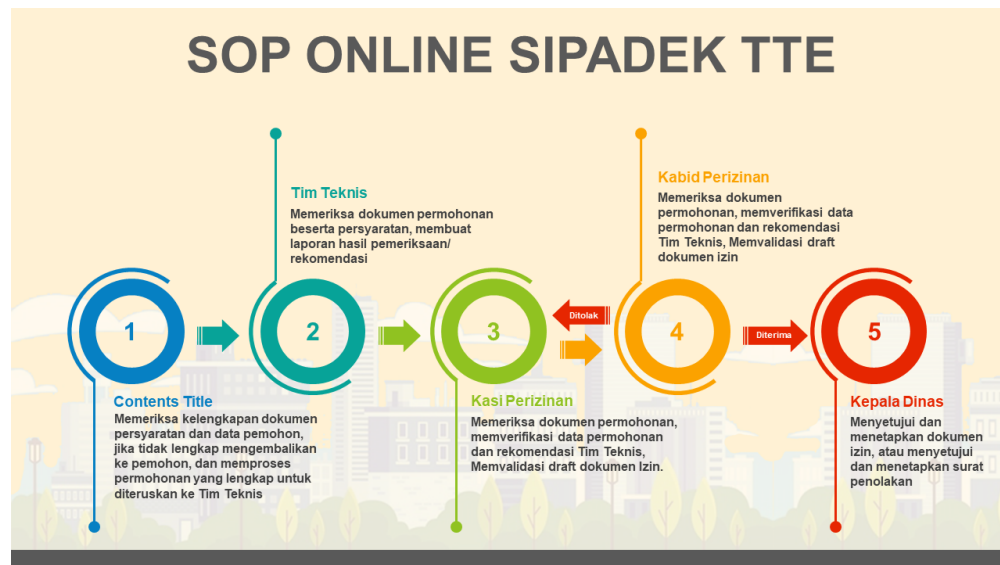 SOP ONLINE SIPADEK TTE
1
Contents Title
Memeriksa kelengkapan dokumen
persyaratan dan data pemohon,
jika tidak lengkap mengembalikan
ke pemohon, dan memproses
permohonan yang lengkap untuk
diteruskan ke Tim Teknis
Tim Teknis
Memeriksa dokumen permohonan
beserta persyaratan, membuat
laporan hasil pemeriksaan/
rekomendasi
2
3
Kasi Perizinan
Memeriksa dokumen permohonan,
memverifikasi data permohonan
dan rekomendasi Tim Teknis,
Memvalidasi draft dokumen Izin.
Ditolak
Kabid Perizinan
Memeriksa dokumen
permohonan, memverifikasi data
permohonan dan rekomendasi
Tim Teknis, Memvalidasi draft
dokumen izin
4
Diterima
5
Kepala Dinas
Menyetujui dan
menetapkan dokumen
izin, atau menyetujui
dan menetapkan surat
penolakan